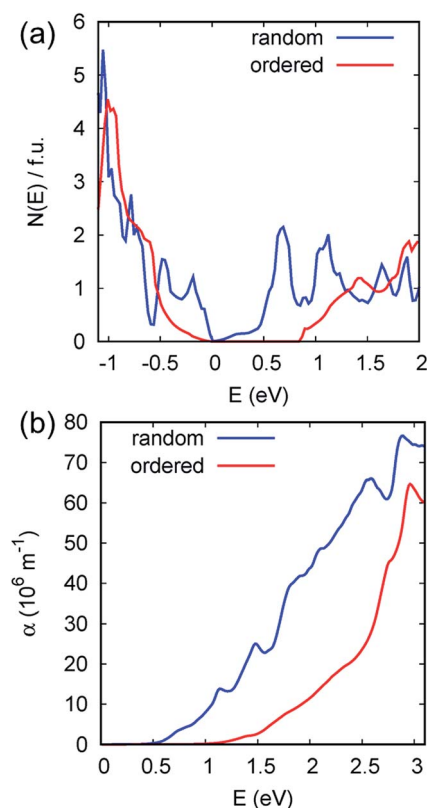 (a)
random
ordered
N(E) / f.u.
6
5
4
3
2
1
0
-1 -0.5 0 0.5 1 1.5 2
E (eV)
(b)
random
ordered
α (10⁶ m⁻¹)
80
70
60
50
40
30
20
10
0
0 0.5 1 1.5 2 2.5 3
E (eV)